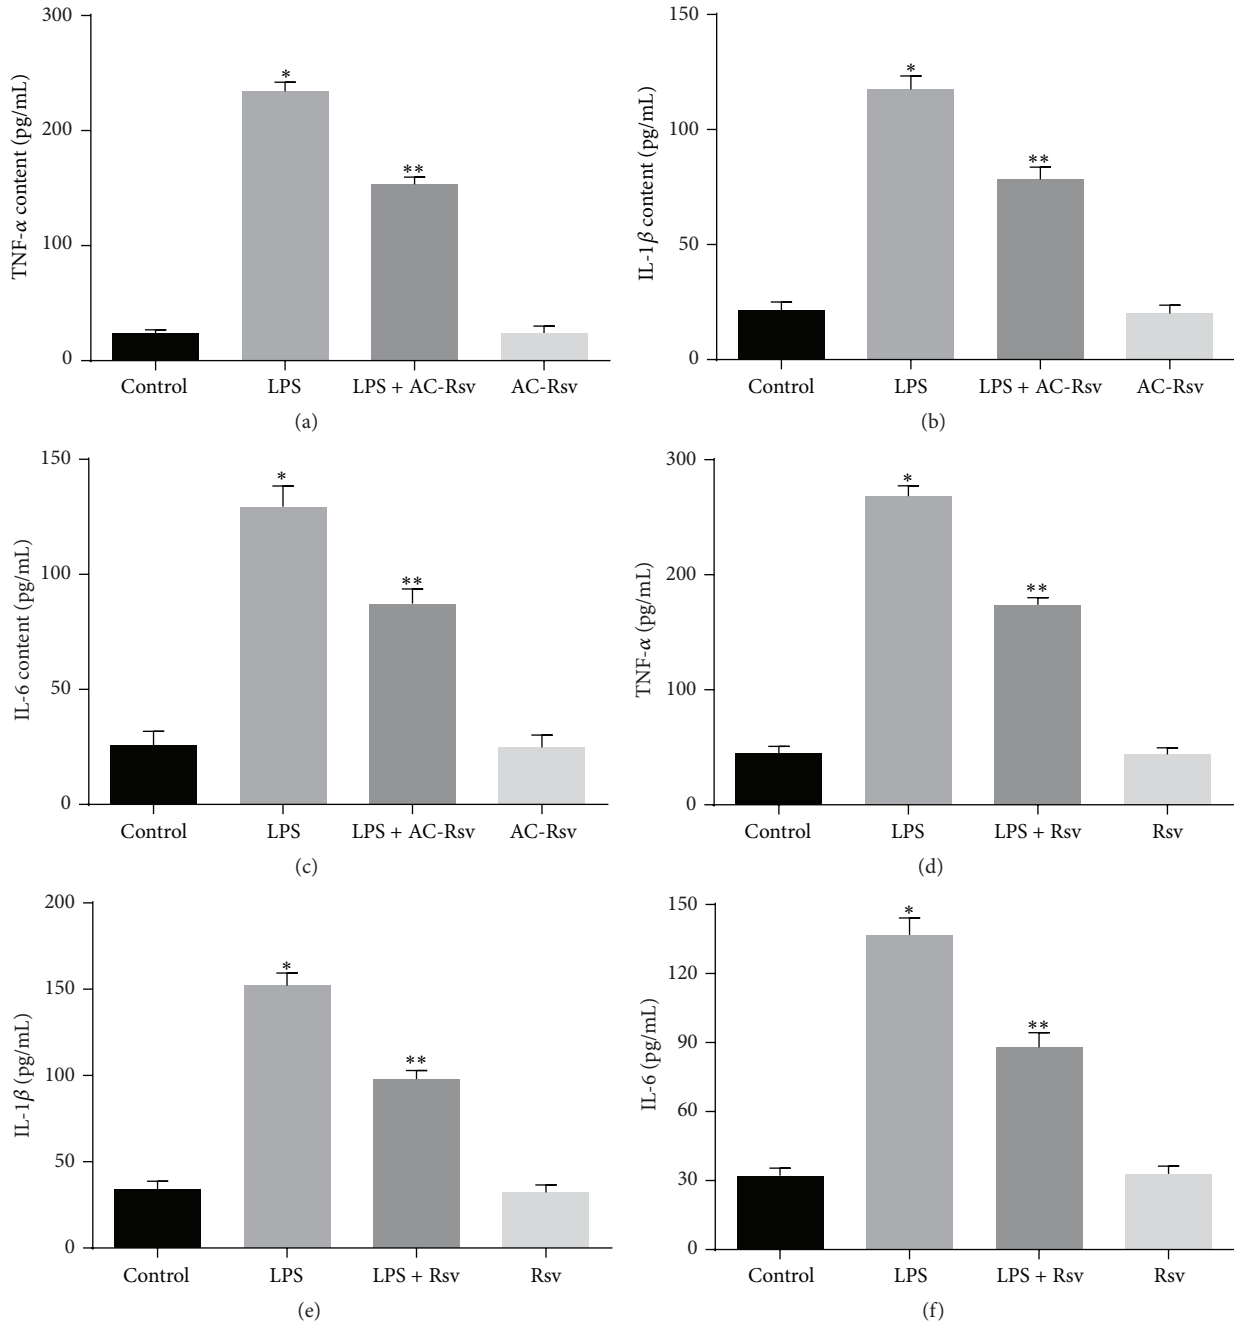 300
200
100
0
TNF-α content (pg/mL)
*
**
Control LPS LPS + AC-Rsv AC-Rsv
(a)
150
100
50
0
IL-1β content (pg/mL)
*
**
Control LPS LPS + AC-Rsv AC-Rsv
(b)
150
100
50
0
IL-6 content (pg/mL)
*
**
Control LPS LPS + AC-Rsv AC-Rsv
(c)
300
200
100
0
TNF-α (pg/mL)
*
**
Control LPS LPS + Rsv Rsv
(d)
200
150
100
50
0
IL-1β (pg/mL)
*
**
Control LPS LPS + Rsv Rsv
(e)
150
120
90
60
30
0
IL-6 (pg/mL)
*
**
Control LPS LPS + Rsv Rsv
(f)